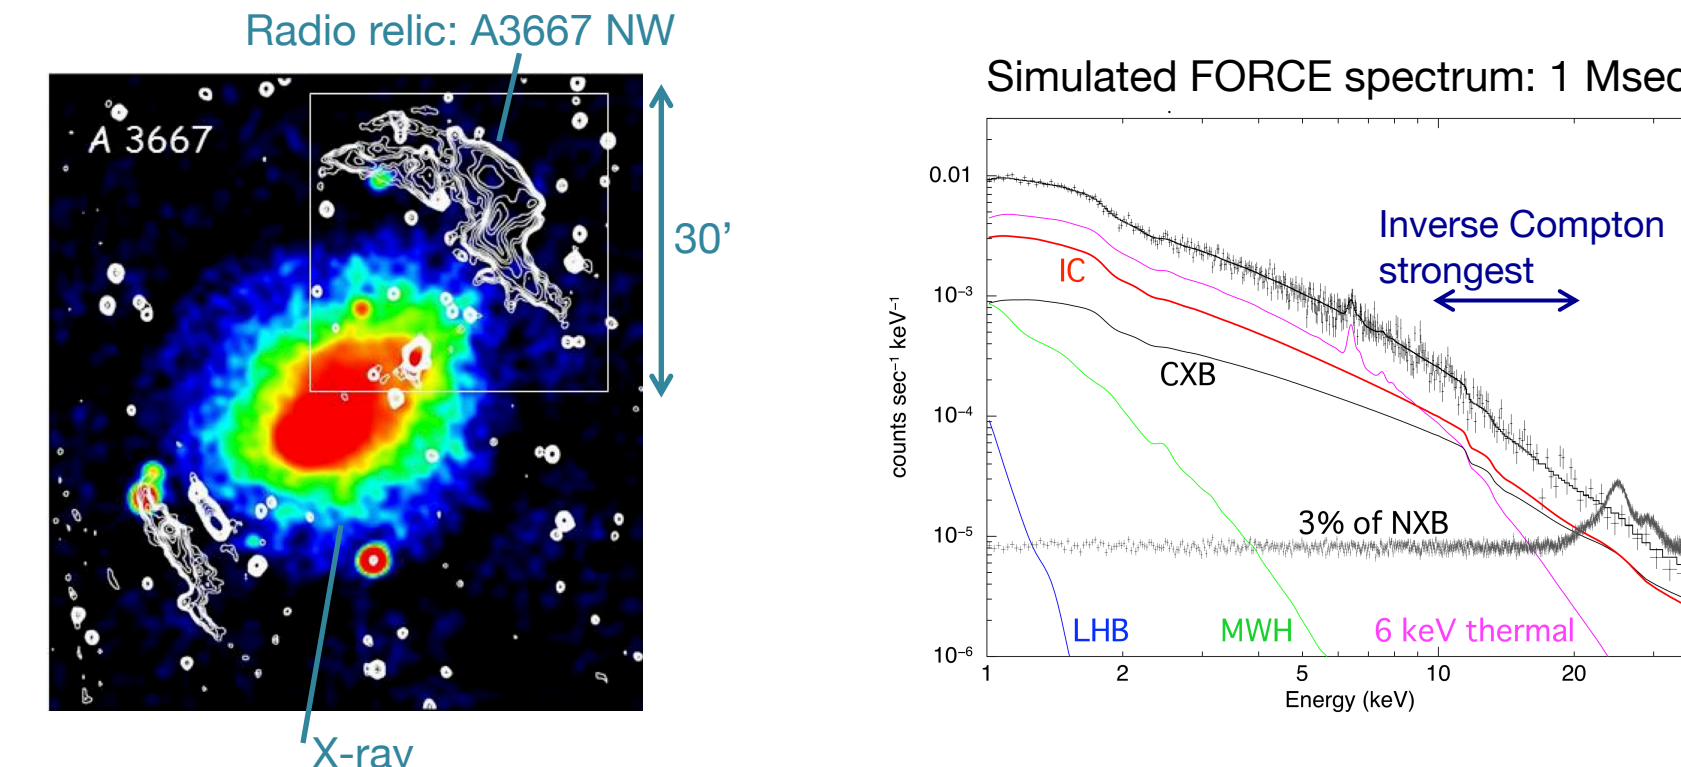 Radio relic: A3667 NW
A 3667
30’
X-ray
Simulated FORCE spectrum: 1 Msec
Inverse Compton
strongest
IC
CXB
3% of NXB
LHB
MWH
6 keV thermal
counts sec⁻¹ keV⁻¹
0.01
10⁻³
10⁻⁴
10⁻⁵
10⁻⁶
1 2 5 10 20
Energy (keV)